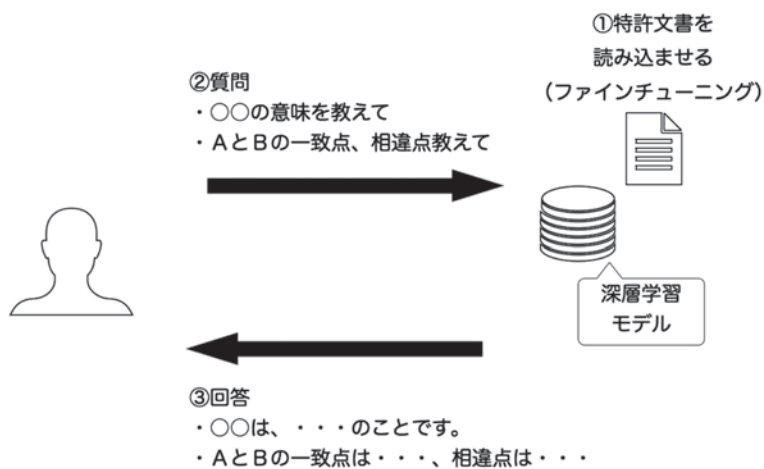 ①特許文書を
読み込ませる
（ファインチューニング）
②質問
・○○の意味を教えて
・AとBの一致点、相違点教えて
深層学習
モデル
③回答
・○○は、・・・のことです。
・AとBの一致点は・・・、相違点は・・・